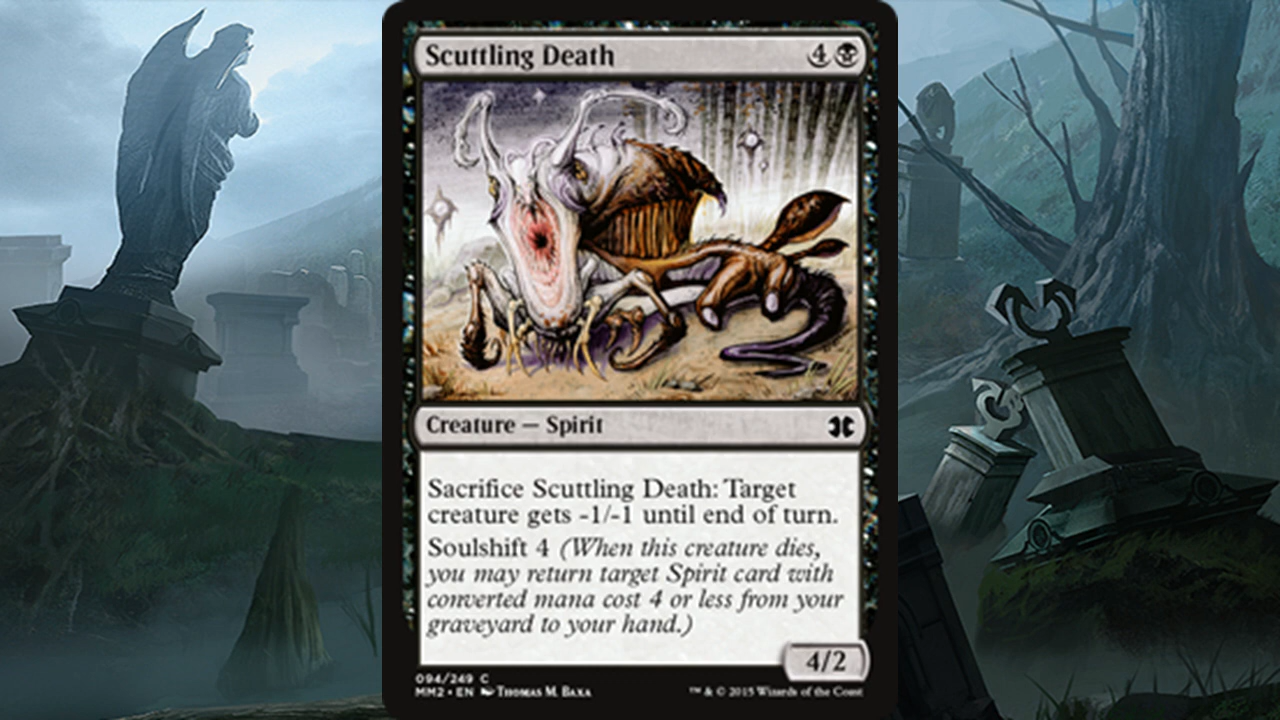 Scuttling Death 4
Creature — Spirit
Sacrifice Scuttling Death: Target
creature gets -1/-1 until end of turn.
Soulshift 4 (When this creature dies,
you may return target Spirit card with
converted mana cost 4 or less from your
graveyard to your hand.)
4/2
094/249 C
MM2 • EN Thomas M. Baxa
™ & © 2015 Wizards of the Coast